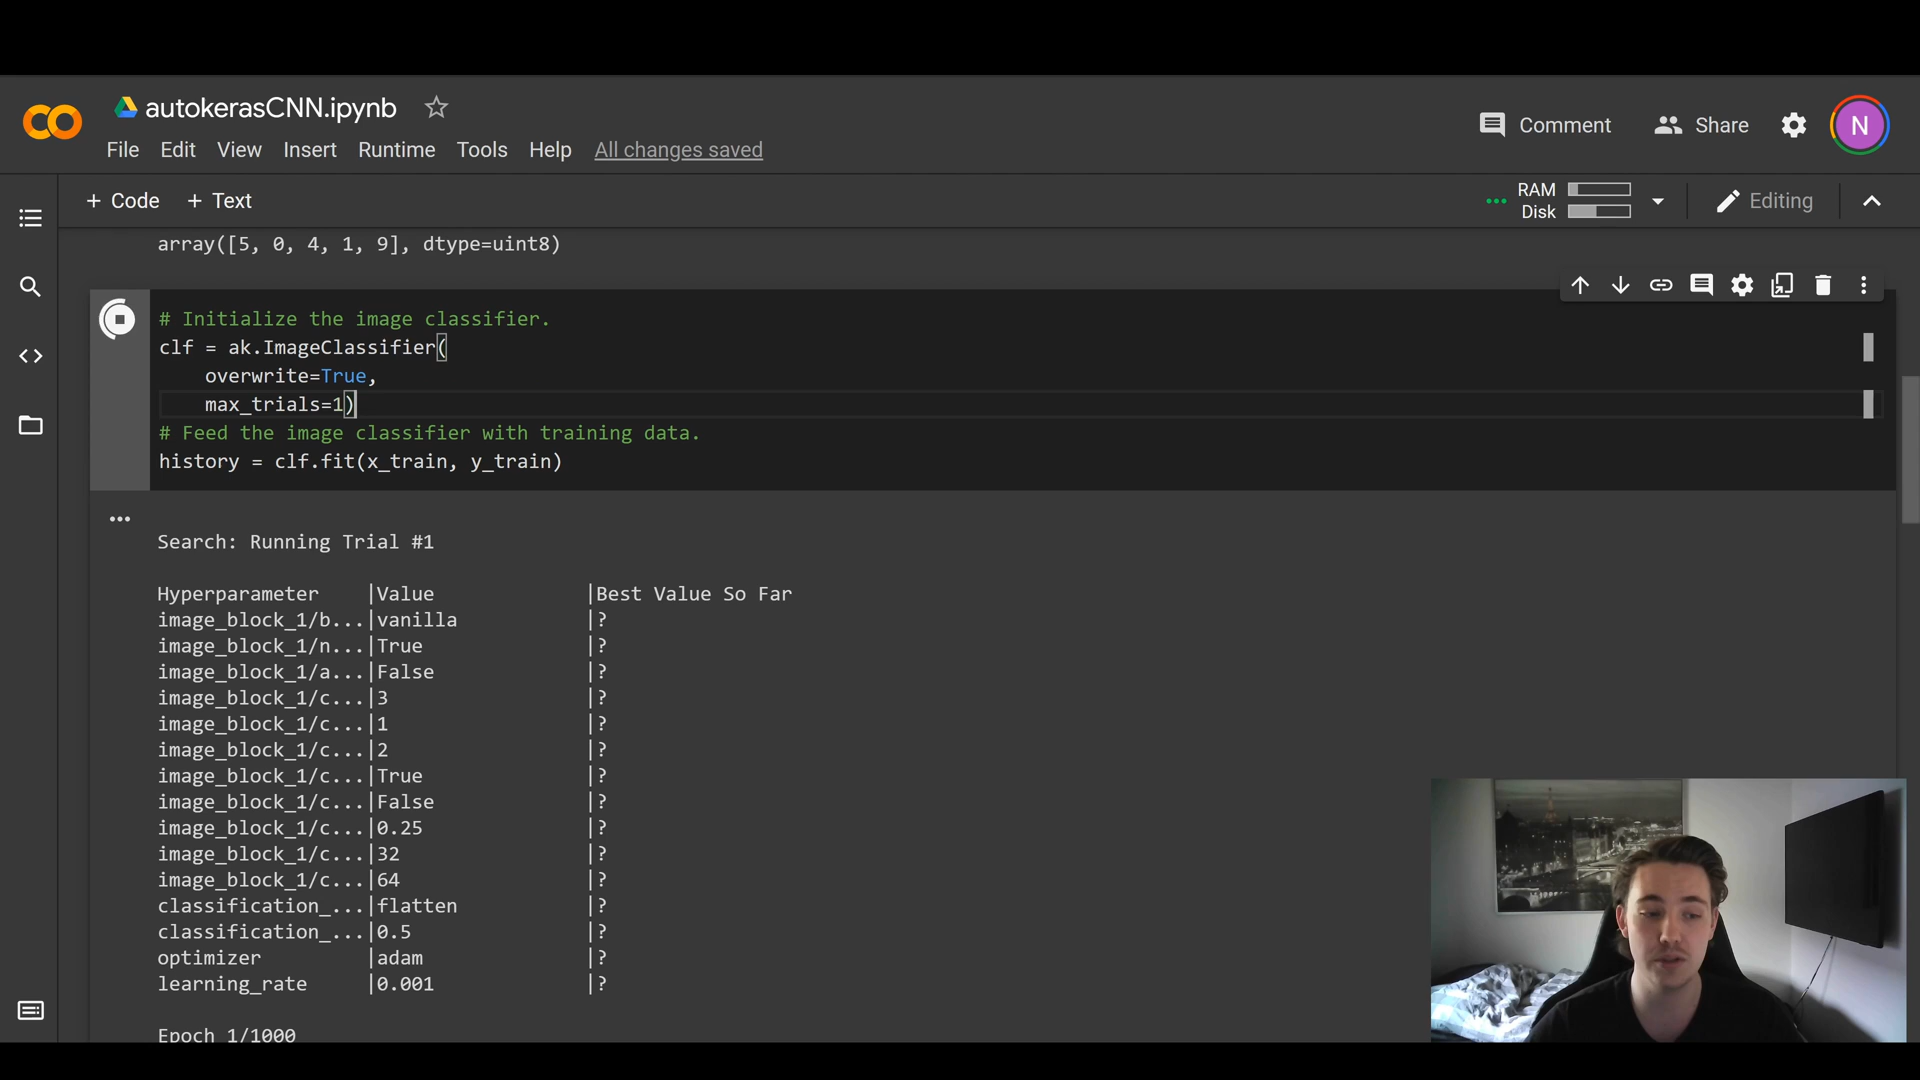 autokerasCNN.ipynb
Comment
Share
N
File Edit View Insert Runtime Tools Help All changes saved
+ Code + Text
RAM
Disk
Editing
array([5, 0, 4, 1, 9], dtype=uint8)
# Initialize the image classifier.
clf = ak.ImageClassifier(
    overwrite=True,
    max_trials=1)
# Feed the image classifier with training data.
history = clf.fit(x_train, y_train)
Search: Running Trial #1
Hyperparameter    |Value             |Best Value So Far
image_block_1/b...|vanilla           |?
image_block_1/n...|True              |?
image_block_1/a...|False             |?
image_block_1/c...|3                 |?
image_block_1/c...|1                 |?
image_block_1/c...|2                 |?
image_block_1/c...|True              |?
image_block_1/c...|False             |?
image_block_1/c...|0.25              |?
image_block_1/c...|32                |?
image_block_1/c...|64                |?
classification_...|flatten           |?
classification_...|0.5               |?
optimizer         |adam              |?
learning_rate     |0.001             |?
Epoch 1/1000